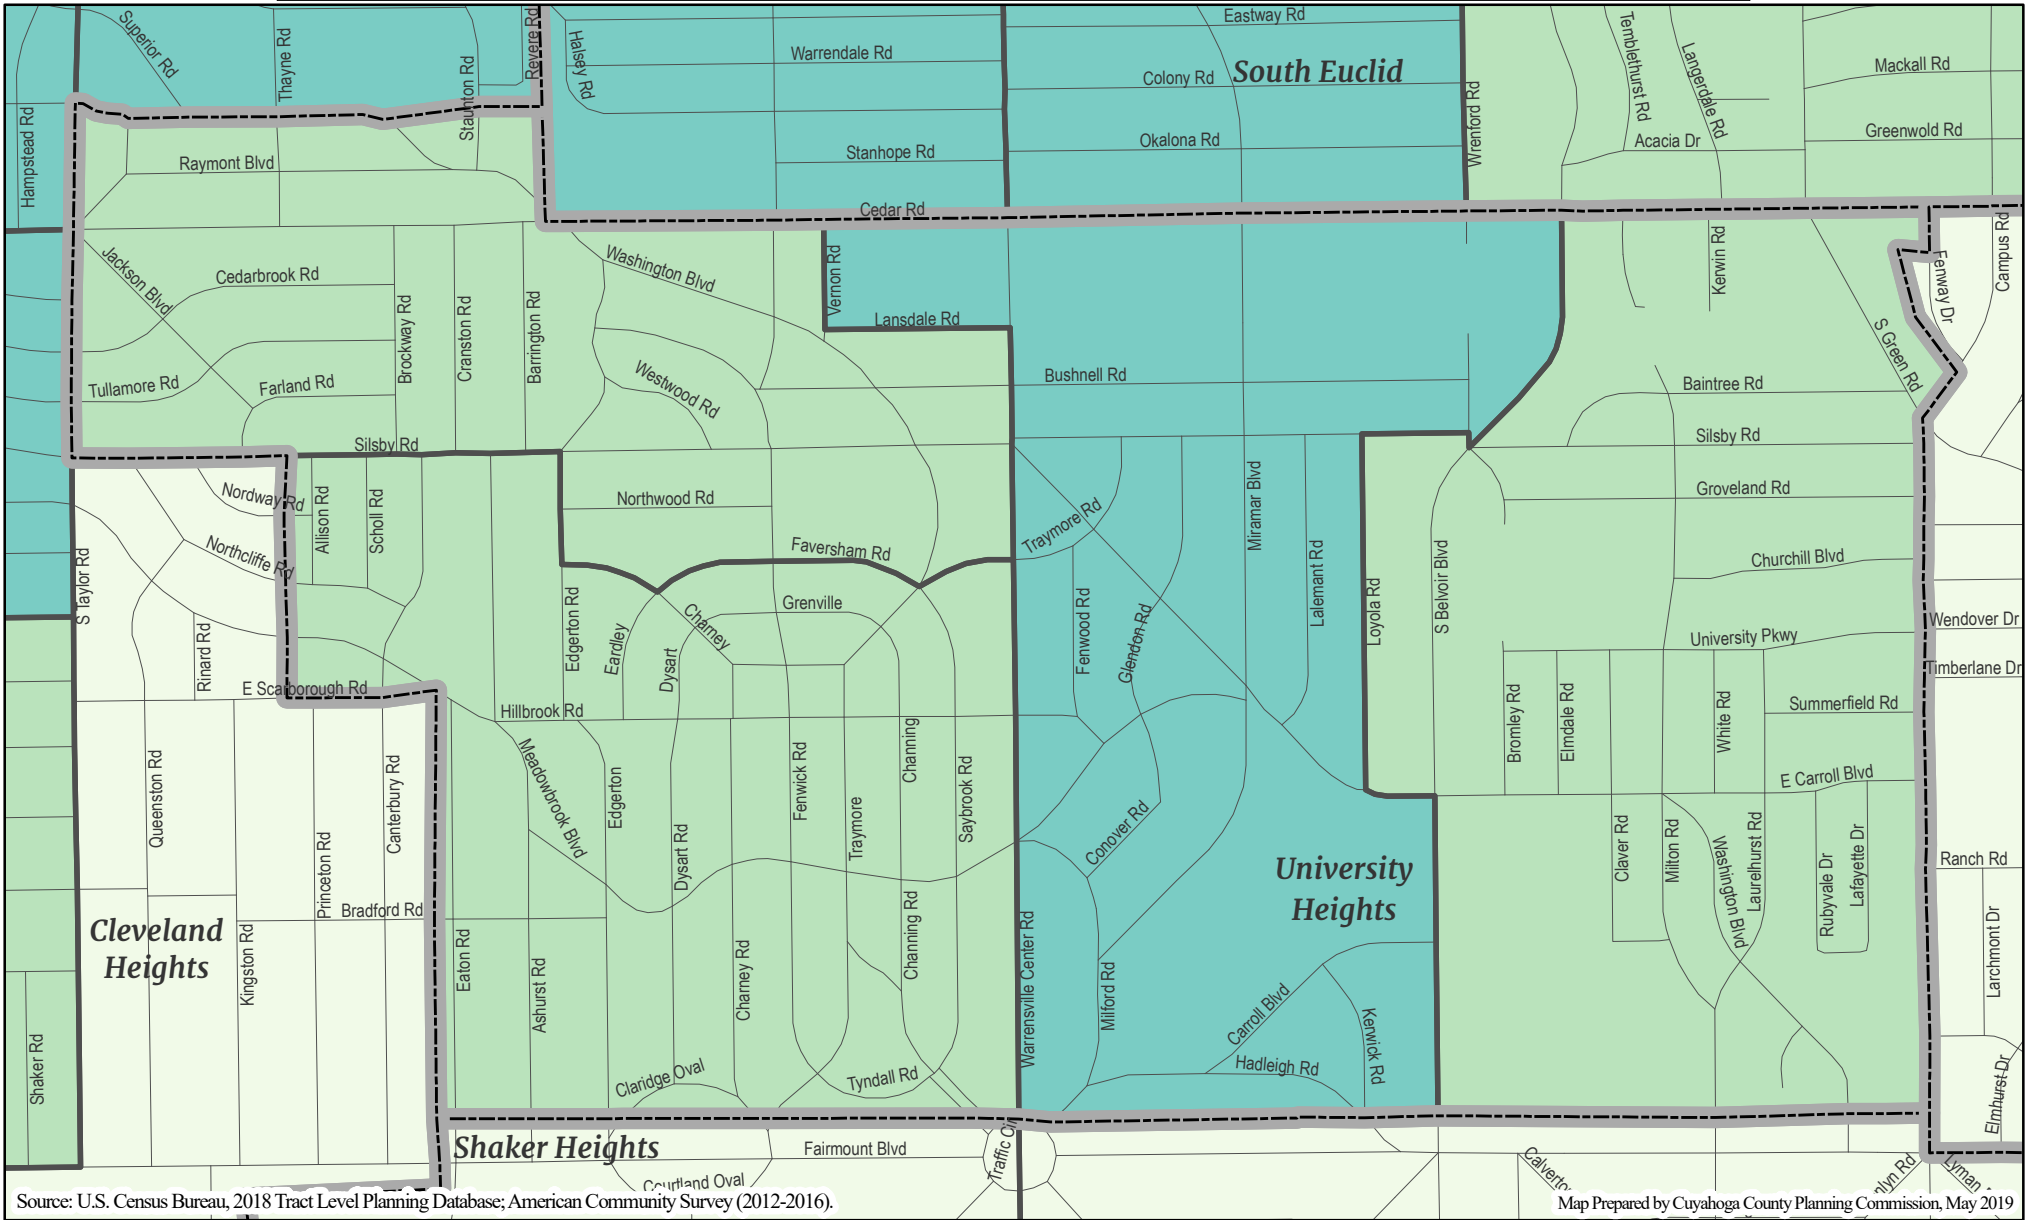 Superior Rd
Thayne Rd
Staunton Rd
Revere Rd
Halsey Rd
Warrendale Rd
Eastway Rd
Colony Rd
South Euclid
Wrenford Rd
Templehurst Rd
Langerdale Rd
Mackall Rd
Hampstead Rd
Raymont Blvd
Stanhope Rd
Okalona Rd
Acacia Dr
Greenwold Rd
Cedar Rd
Jackson Blvd
Cedarbrook Rd
Washington Blvd
Vernon Rd
Lansdale Rd
Kerwin Rd
Fenway Dr
Campus Rd
Brockway Rd
Cranston Rd
Barrington Rd
S Green Rd
Tullamore Rd
Farland Rd
Westwood Rd
Bushnell Rd
Baintree Rd
Silsby Rd
Silsby Rd
Nordway Rd
Allison Rd
Scholl Rd
Northwood Rd
Traymore Rd
Miramar Blvd
Groveland Rd
Northcliffe Rd
Faversham Rd
Churchill Blvd
S Taylor Rd
Rinard Rd
Edgerton Rd
Eardley
Dysart
Charney
Grenville
Fenwood Rd
Glendon Rd
Lalemant Rd
Loyola Rd
S Belvoir Blvd
University Pkwy
Wendover Dr
Timberlane Dr
E Scarborough Rd
Hillbrook Rd
Bromley Rd
Elmdale Rd
White Rd
Summerfield Rd
Queenston Rd
Canterbury Rd
Meadowbrook Blvd
Edgerton
Fenwick Rd
Channing
Traymore
Saybrook Rd
E Carroll Blvd
Princeton Rd
Dysart Rd
Conover Rd
Claver Rd
Milton Rd
Washington Blvd
Laurelhurst Rd
Rubyvale Dr
Lafayette Dr
Ranch Rd
University
Heights
Bradford Rd
Cleveland
Heights
Kingston Rd
Eaton Rd
Ashurst Rd
Charney Rd
Channing Rd
Warrensville Center Rd
Milford Rd
Carroll Blvd
Kerwick Rd
Hadleigh Rd
Larchmont Dr
Shaker Rd
Claridge Oval
Tyndall Rd
Elmhurst Dr
Shaker Heights
Fairmount Blvd
Traffic Cir
Courtland Oval
Lyman
Source: U.S. Census Bureau, 2018 Tract Level Planning Database; American Community Survey (2012-2016).
Map Prepared by Cuyahoga County Planning Commission, May 2019